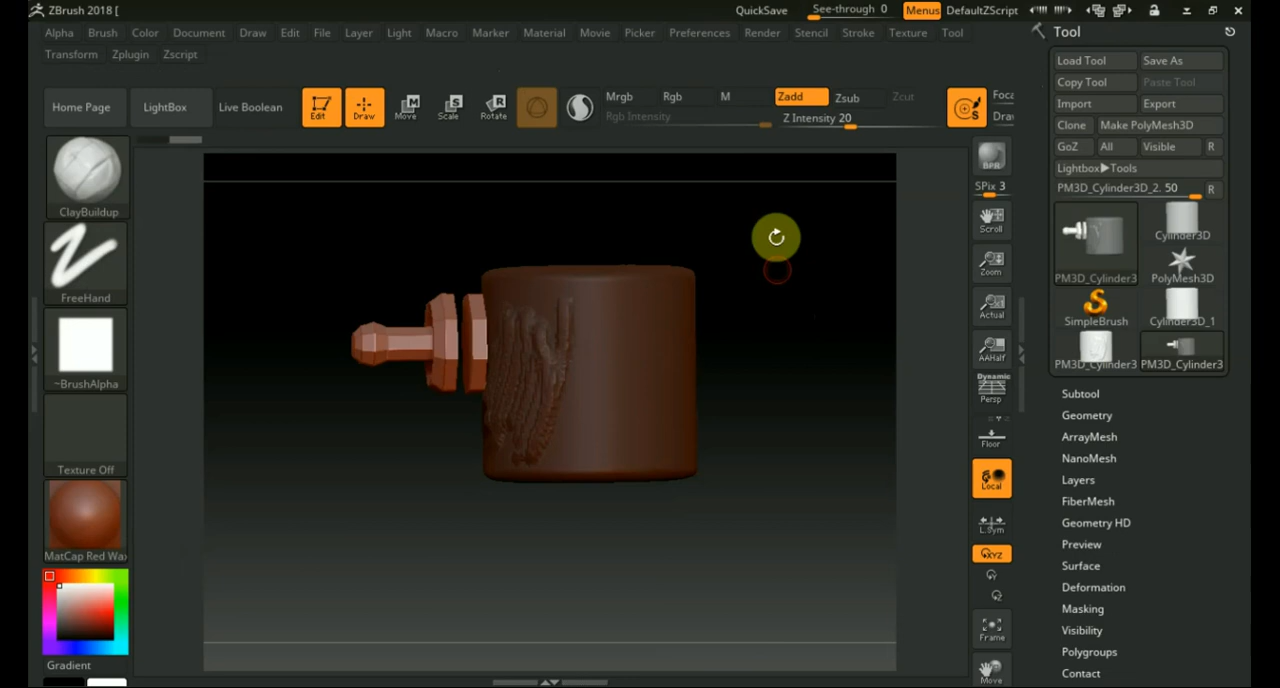 ZBrush 2018 [
QuickSave
See-through 0
Menus
DefaultZScript
Alpha Brush Color Document Draw Edit File Layer Light Macro Marker Material Movie Picker Preferences Render Stencil Stroke Texture Tool
Transform Zplugin Zscript
Home Page
LightBox
Live Boolean
Edit
Draw
Move
Scale
Rotate
Mrgb Rgb M
Rgb Intensity
Zadd Zsub Zcut
Z Intensity 20
Foca
Drav
ClayBuildup
FreeHand
~BrushAlpha
Texture Off
MatCap Red Wax
Gradient
BPR
SPix 3
Scroll
Zoom
Actual
AAHalf
Dynamic
Persp
Floor
Local
L.Sym
XYZ
Frame
Move
Tool
Load Tool Save As
Copy Tool Paste Tool
Import Export
Clone Make PolyMesh3D
GoZ All Visible R
Lightbox▶Tools
PM3D_Cylinder3D_2. 50 R
PM3D_Cylinder3
Cylinder3D
PolyMesh3D
SimpleBrush
Cylinder3D_1
PM3D_Cylinder3
PM3D_Cylinder3
Subtool
Geometry
ArrayMesh
NanoMesh
Layers
FiberMesh
Geometry HD
Preview
Surface
Deformation
Masking
Visibility
Polygroups
Contact